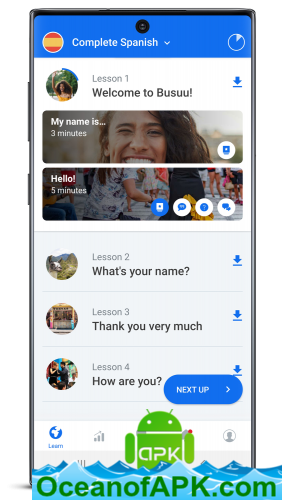 Complete Spanish
Lesson 1
Welcome to Busuu!
My name is...
3 minutes
Hello!
5 minutes
Lesson 2
What's your name?
Lesson 3
Thank you very much
Lesson 4
How are you?
NEXT UP
Learn
APK
OceanofAPK.com